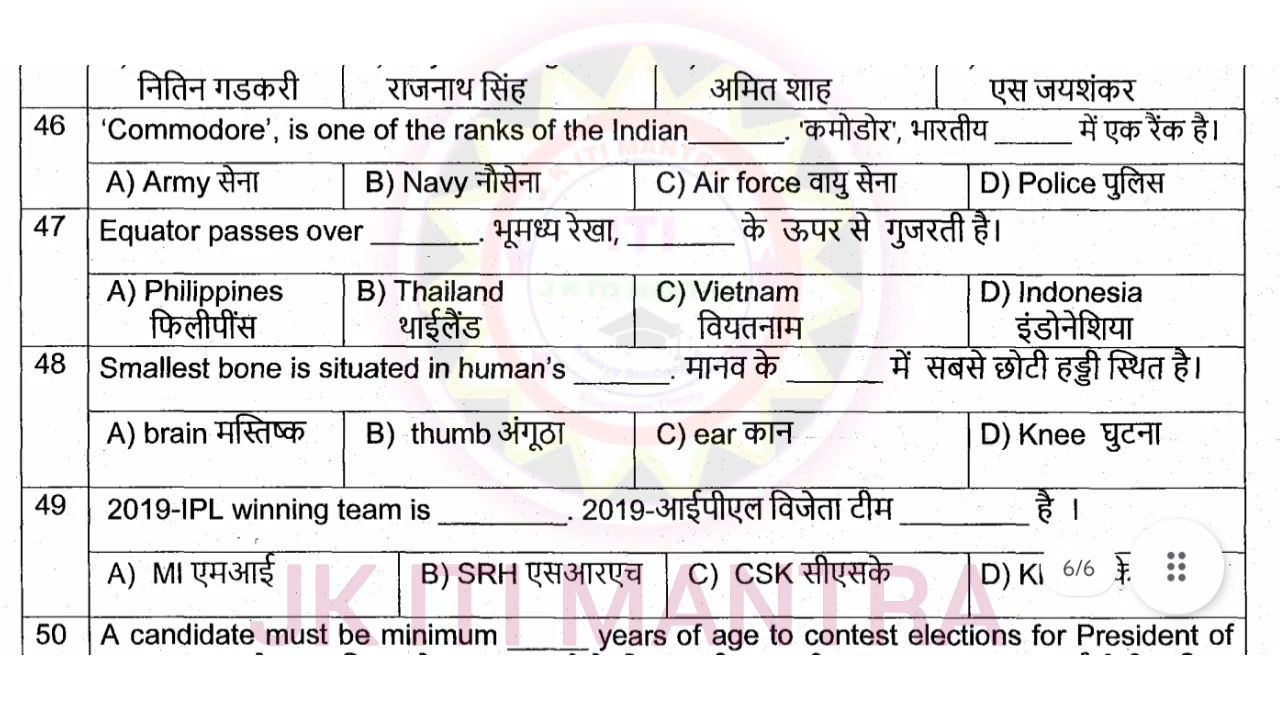 नितिन गडकरी राजनाथ सिंह अमित शाह एस जयशंकर
46 'Commodore', is one of the ranks of the Indian______. 'कमोडोर', भारतीय _____ में एक रैंक है।
A) Army सेना B) Navy नौसेना C) Air force वायु सेना D) Police पुलिस
47 Equator passes over _______. भूमध्य रेखा, _______ के ऊपर से गुजरती है।
A) Philippines B) Thailand C) Vietnam D) Indonesia
फिलीपींस थाईलैंड वियतनाम इंडोनेशिया
48 Smallest bone is situated in human's ______. मानव के ______ में सबसे छोटी हड्डी स्थित है।
A) brain मस्तिष्क B) thumb अंगूठा C) ear कान D) Knee घुटना
49 2019-IPL winning team is ________. 2019-आईपीएल विजेता टीम ________ है ।
A) MI एमआई B) SRH एसआरएच C) CSK सीएसके D) 6/6
JK ITI MANTRA
50 A candidate must be minimum _____ years of age to contest elections for President of